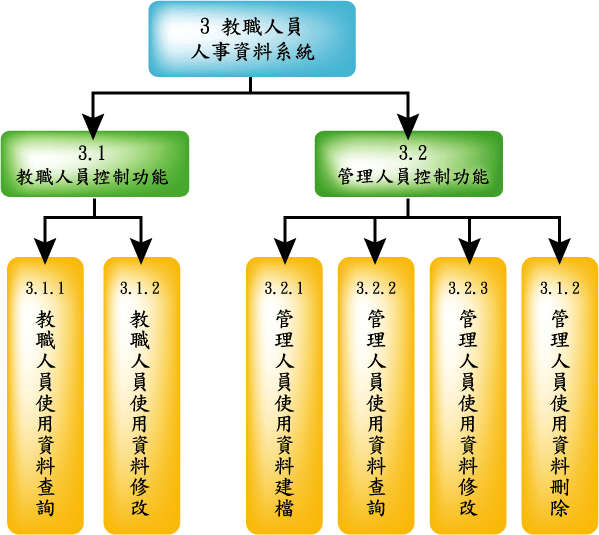 3 教職人員
人事資料系統
3.1
教職人員控制功能
3.2
管理人員控制功能
3.1.1
教職人員使用資料查詢
3.1.2
教職人員使用資料修改
3.2.1
管理人員使用資料建檔
3.2.2
管理人員使用資料查詢
3.2.3
管理人員使用資料修改
3.1.2
管理人員使用資料刪除